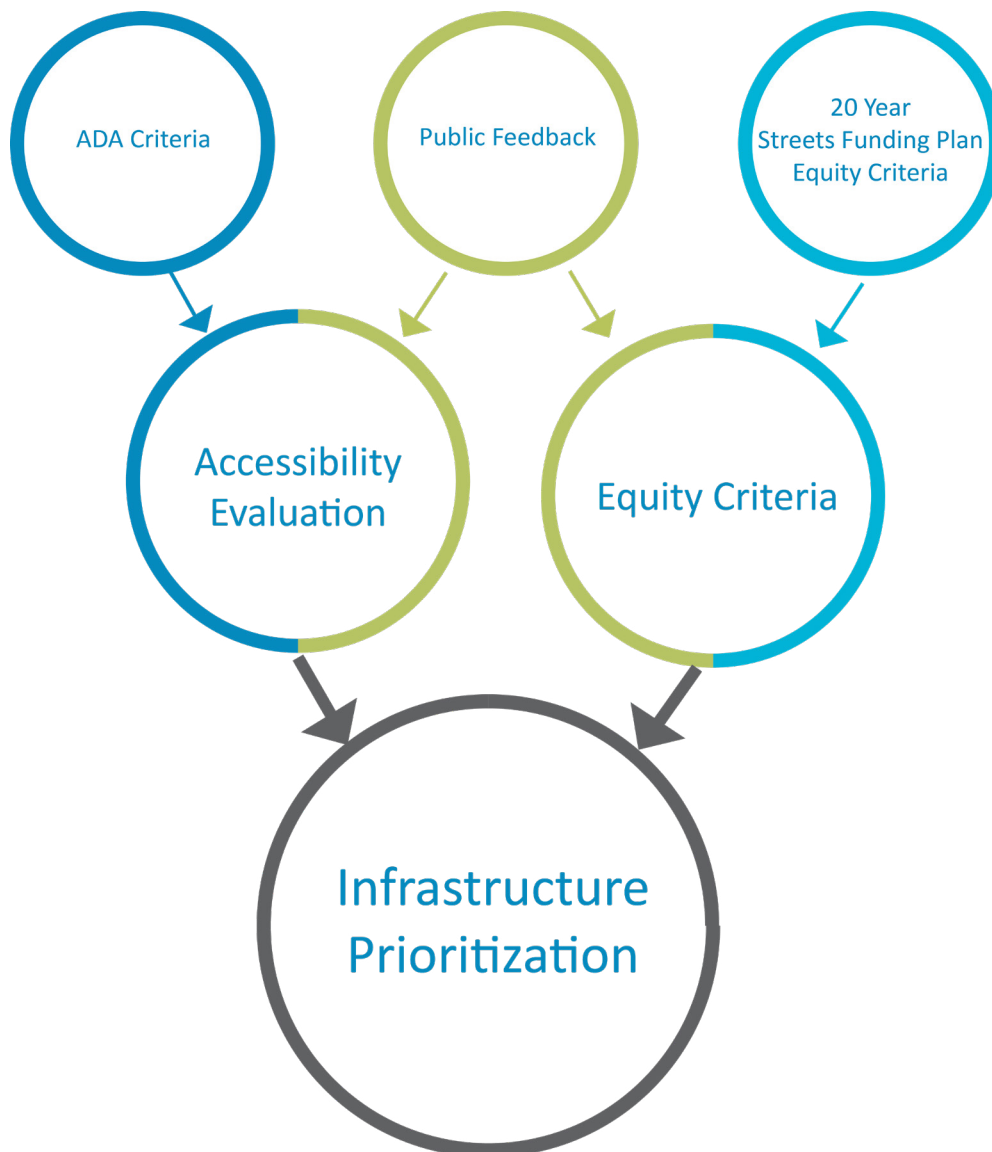 ADA Criteria
Public Feedback
20 Year
Streets Funding Plan
Equity Criteria
Accessibility
Evaluation
Equity Criteria
Infrastructure
Prioritization